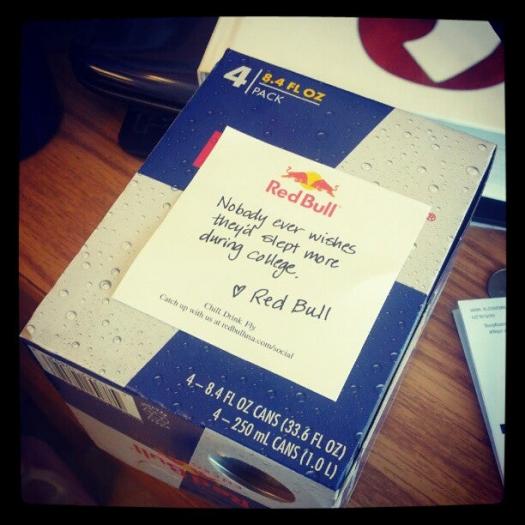 4
8.4 FL OZ
PACK
Red Bull
Nobody ever wishes
they'd slept more
during college.
♡ Red Bull
Chill Drink Fly
Catch up with us at redbullusa.com/social
4 – 8.4 FL OZ CANS (33.6 FL OZ)
4 – 250 mL CANS (1.0 L)